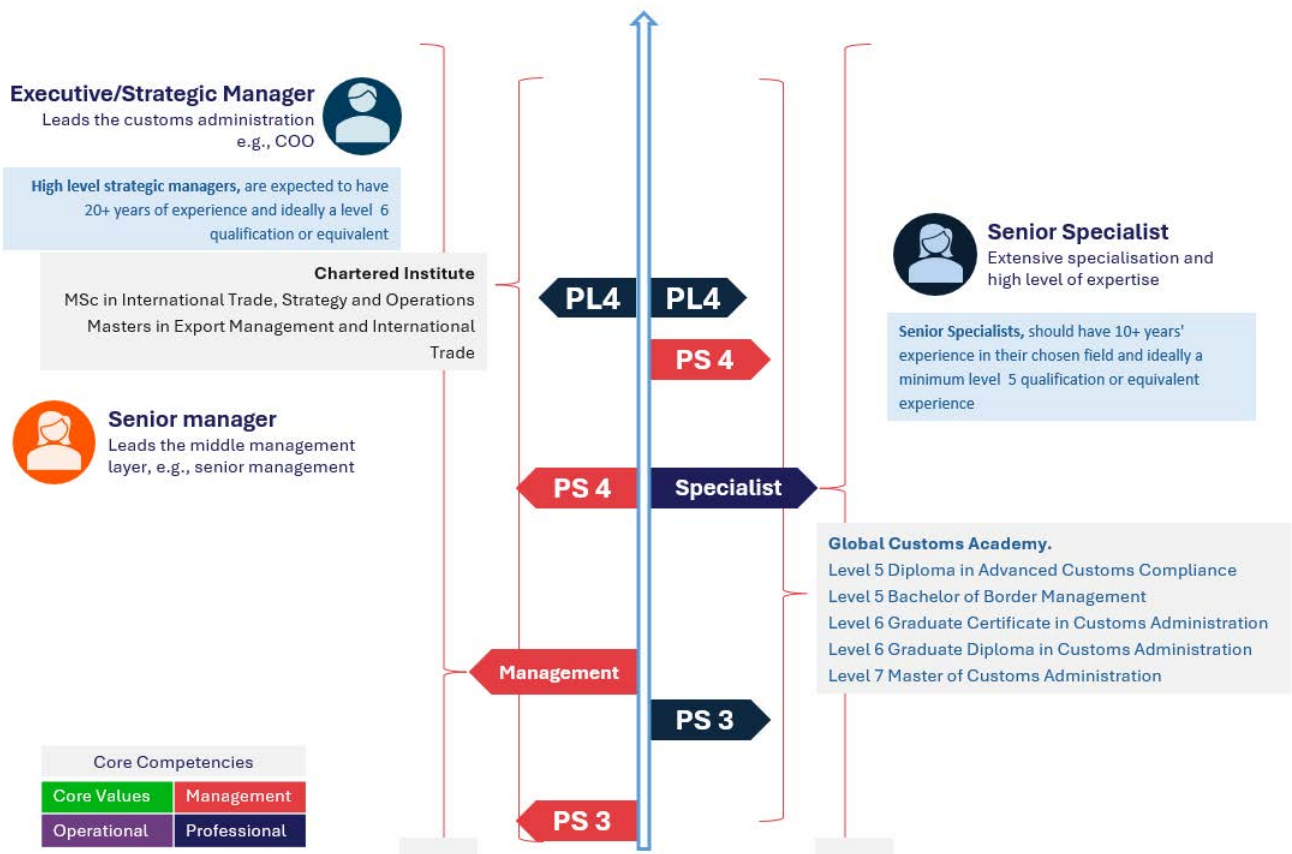 Executive/Strategic Manager
Leads the customs administration
e.g., COO
High level strategic managers, are expected to have
20+ years of experience and ideally a level 6
qualification or equivalent
Chartered Institute
MSc in International Trade, Strategy and Operations
Masters in Export Management and International
Trade
Senior manager
Leads the middle management
layer, e.g., senior management
PL4
PL4
PS 4
PS 4
Specialist
Management
PS 3
PS 3
Senior Specialist
Extensive specialisation and
high level of expertise
Senior Specialists, should have 10+ years'
experience in their chosen field and ideally a
minimum level 5 qualification or equivalent
experience
Global Customs Academy.
Level 5 Diploma in Advanced Customs Compliance
Level 5 Bachelor of Border Management
Level 6 Graduate Certificate in Customs Administration
Level 6 Graduate Diploma in Customs Administration
Level 7 Master of Customs Administration
Core Competencies
Core Values
Management
Operational
Professional